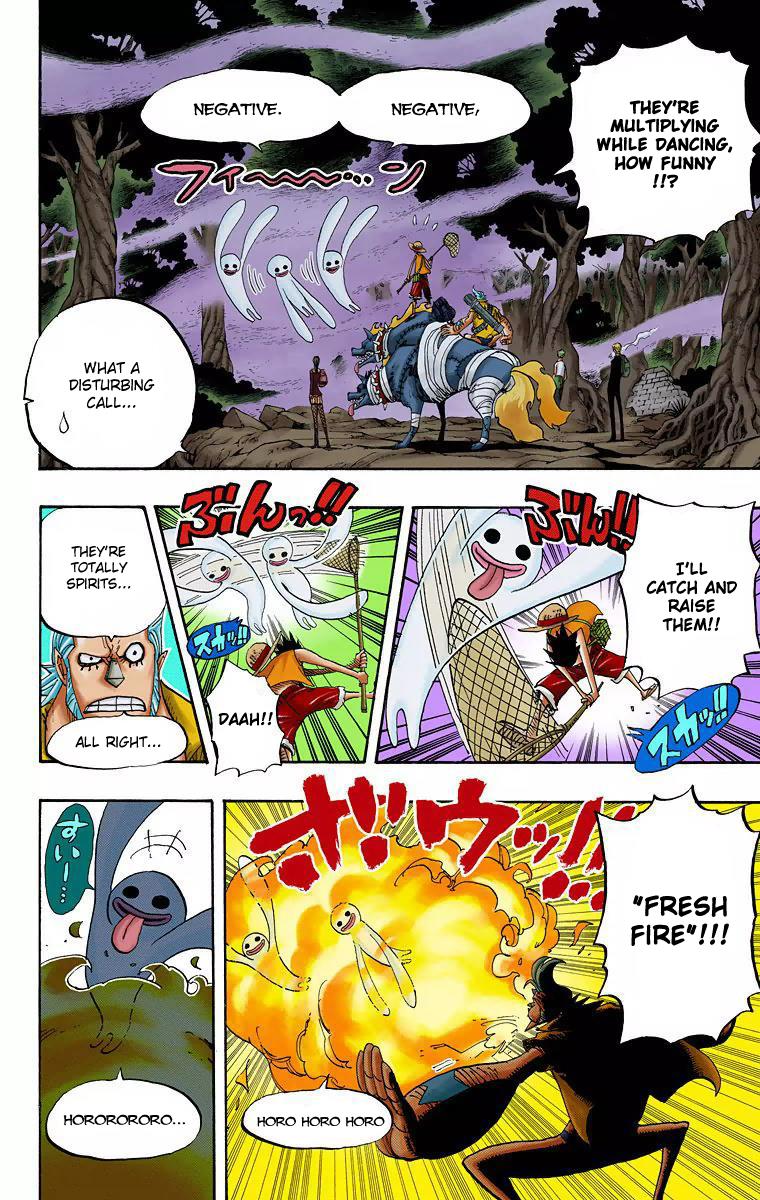 THEY'RE
MULTIPLYING
WHILE DANCING,
HOW FUNNY
!!?
NEGATIVE,
NEGATIVE.
フィ〜〜〜…ン
WHAT A
DISTURBING
CALL...
I'LL
CATCH AND
RAISE
THEM!!
ぶん!!
スカッ!!
ぶんっ!!
スカッ!!
DAAH!!
THEY'RE
TOTALLY
SPIRITS...
ALL RIGHT...
"FRESH
FIRE"!!!
ボウッ!!
HORO HORO HORO
すいー…
HORORORORO...